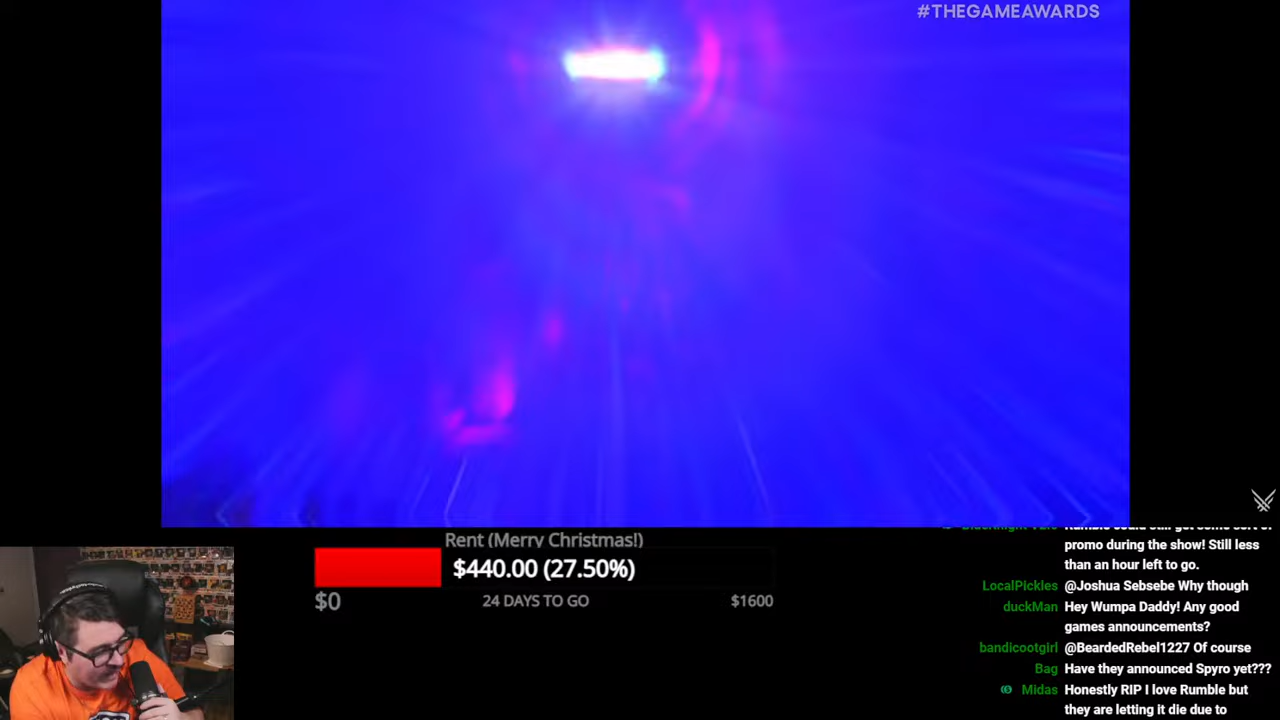 #THEGAMEAWARDS
Rent (Merry Christmas!)
$440.00 (27.50%)
$0
24 DAYS TO GO
$1600
promo during the show! Still less
than an hour left to go.
LocalPickles @Joshua Sebsebe Why though
duckMan Hey Wumpa Daddy! Any good
games announcements?
bandicootgirl @BeardedRebel1227 Of course
Bag Have they announced Spyro yet???
Midas Honestly RIP I love Rumble but
they are letting it die due to